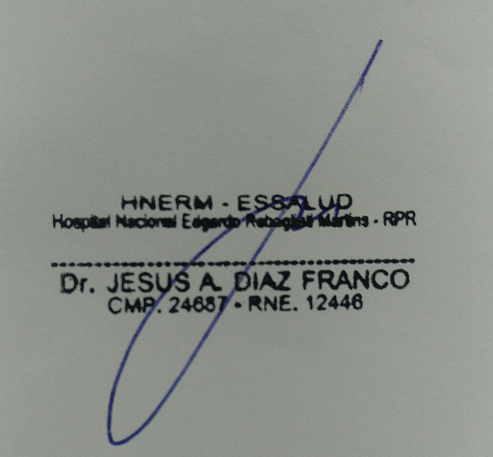 HNERM - ESSALUD
Hospital Nacional Edgardo Rebagliati Martins - RPR
Dr. JESUS A. DIAZ FRANCO
CMP. 24687 - RNE. 12446